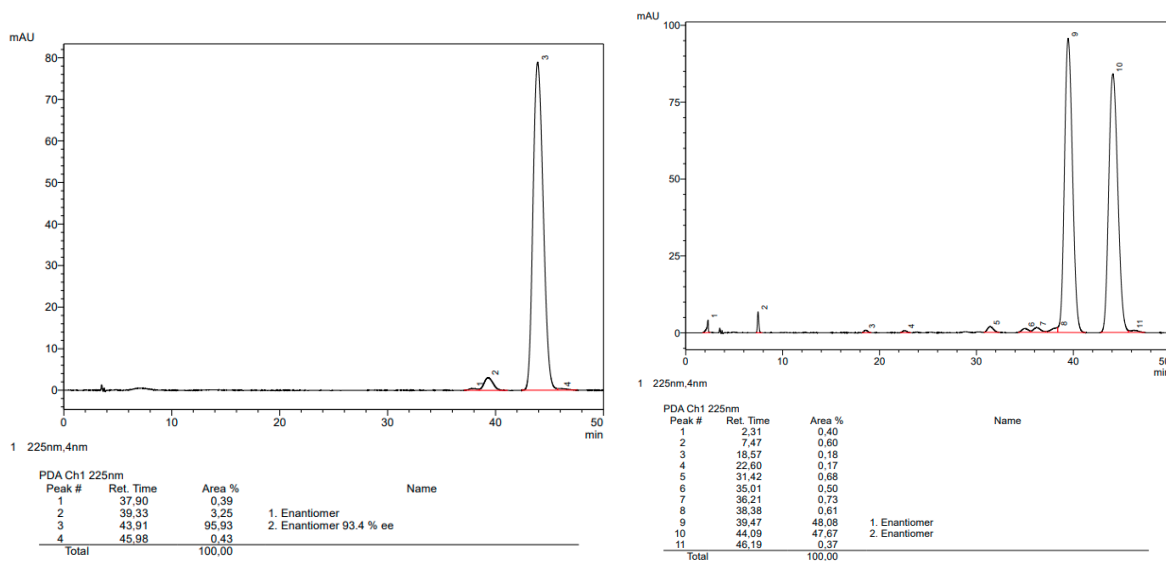 mAU
80
70
60
50
40
30
20
10
0
3
1
2
4
0 10 20 30 40 50
min
1 225nm,4nm
PDA Ch1 225nm
Peak # Ret. Time Area % Name
1 37,90 0,39
2 39,33 3,25 1. Enantiomer
3 43,91 95,93 2. Enantiomer 93.4 % ee
4 45,98 0,43
Total 100,00
mAU
100
75
50
25
0
1
2
3
4
5
6
7
8
9
10
11
0 10 20 30 40 50
min
1 225nm,4nm
PDA Ch1 225nm
Peak # Ret. Time Area % Name
1 2,31 0,40
2 7,47 0,60
3 18,57 0,18
4 22,60 0,17
5 31,42 0,68
6 35,01 0,50
7 36,21 0,73
8 38,38 0,61
9 39,47 48,08 1. Enantiomer
10 44,09 47,67 2. Enantiomer
11 46,19 0,37
Total 100,00